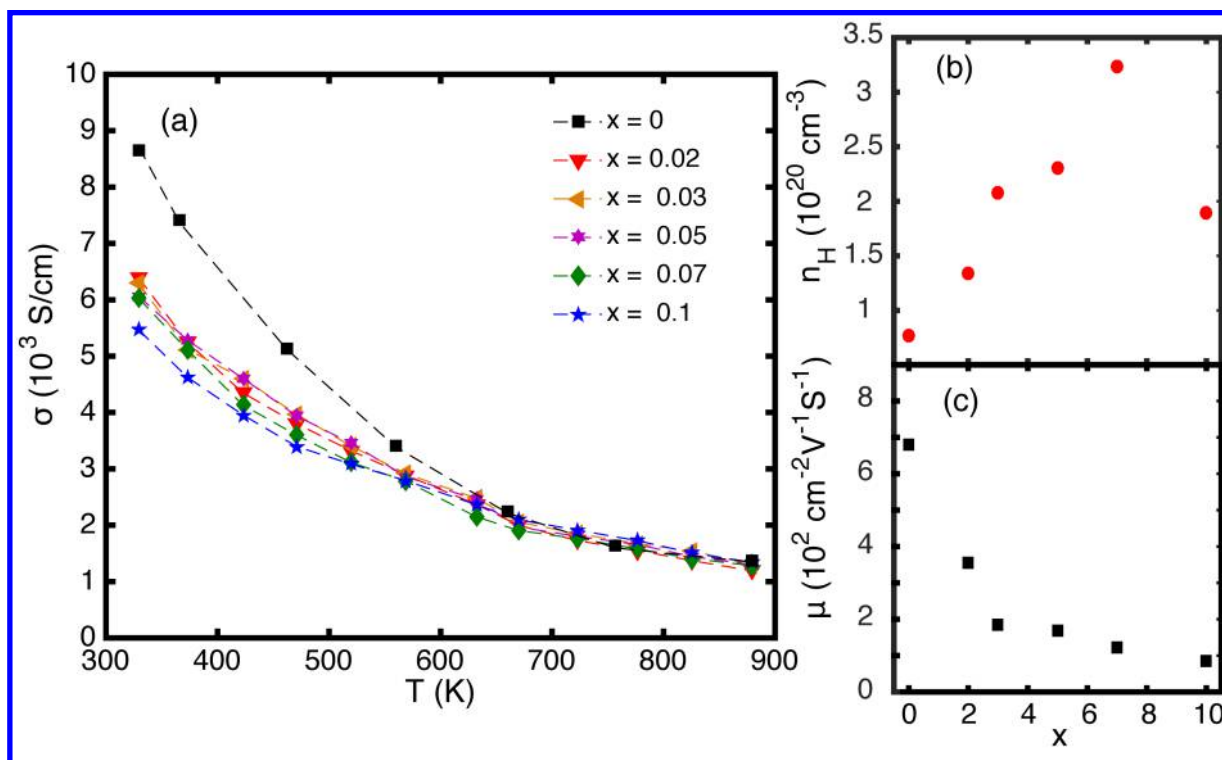 (a)
x = 0
x = 0.02
x = 0.03
x = 0.05
x = 0.07
x = 0.1
σ (10³ S/cm)
10
9
8
7
6
5
4
3
2
1
0
300 400 500 600 700 800 900
T (K)
(b)
n_H (10²⁰ cm⁻³)
3.5
3
2.5
2
1.5
1
(c)
μ (10² cm⁻²V⁻¹S⁻¹)
8
6
4
2
0
0 2 4 6 8 10
x